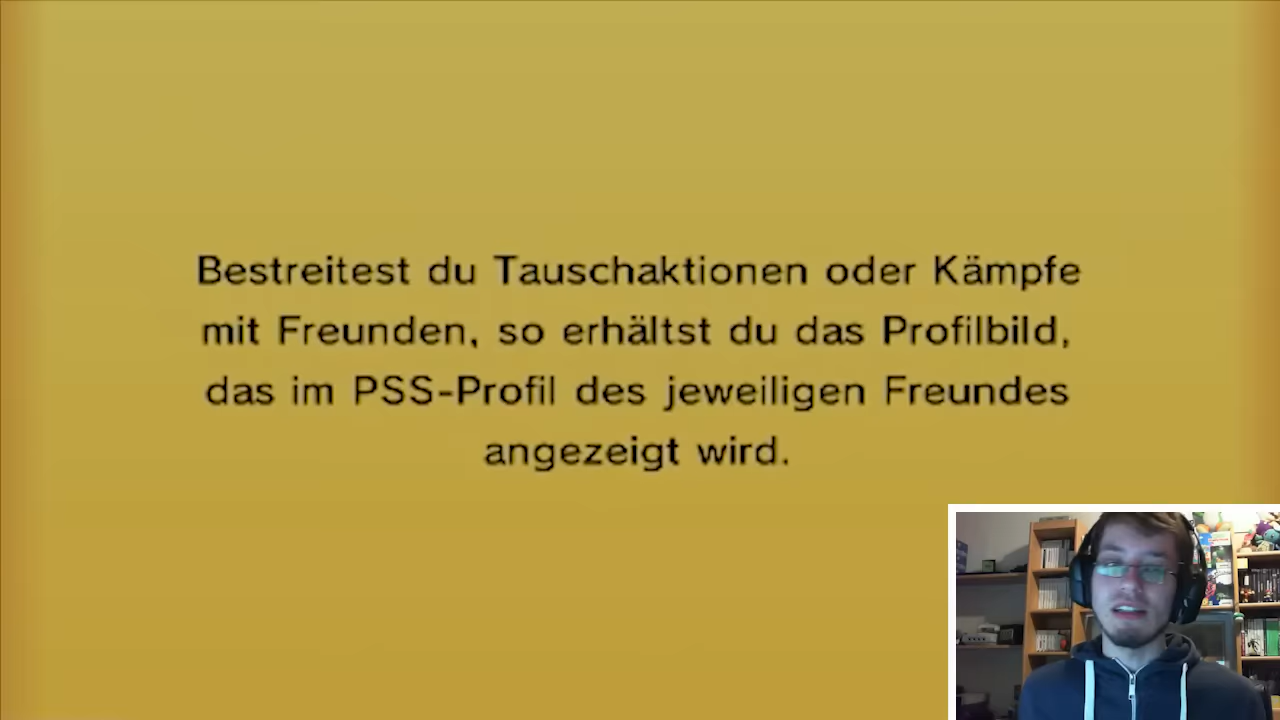 Bestreitest du Tauschaktionen oder Kämpfe
mit Freunden, so erhältst du das Profilbild,
das im PSS-Profil des jeweiligen Freundes
angezeigt wird.